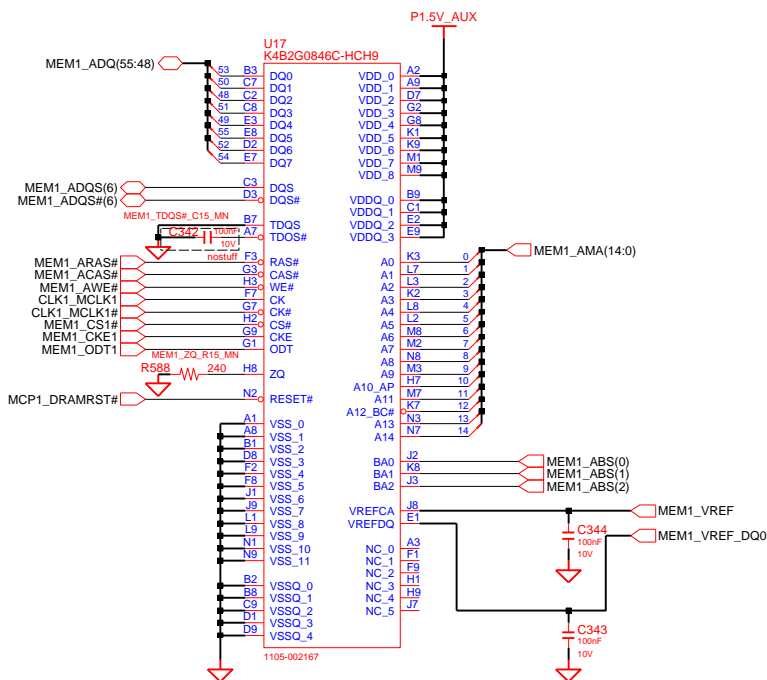 P1.5V_AUX
U17
K4B2G0846C-HCH9
MEM1_ADQ(55:48)
53 B3 DQ0 VDD_0 A2
50 C7 DQ1 VDD_1 A9
48 C2 DQ2 VDD_2 D7
51 C8 DQ3 VDD_3 G2
49 E3 DQ4 VDD_4 G8
55 E8 DQ5 VDD_5 K1
52 D2 DQ6 VDD_6 K9
54 E7 DQ7 VDD_7 M1
VDD_8 M9
MEM1_ADQS(6) C3 DQS VDDQ_0 B9
MEM1_ADQS#(6) D3 DQS# VDDQ_1 C1
MEM1_TDQS#_C15_MN
B7 TDQS VDDQ_2 E2
C342 100nF A7 TDOS# VDDQ_3 E9
10V
nostuff
MEM1_ARAS# F3 RAS# A0 K3 0 MEM1_AMA(14:0)
MEM1_ACAS# G3 CAS# A1 L7 1
MEM1_AWE# H3 WE# A2 L3 2
CLK1_MCLK1 F7 CK A3 K2 3
CLK1_MCLK1# G7 CK# A4 L8 4
MEM1_CS1# H2 CS# A5 L2 5
MEM1_CKE1 G9 CKE A6 M8 6
MEM1_ODT1 G1 ODT A7 M2 7
MEM1_ZQ_R15_MN A8 N8 8
R588 240 H8 ZQ A9 M3 9
A10_AP H7 10
MCP1_DRAMRST# N2 RESET# A11 M7 11
A12_BC# K7 12
A1 VSS_0 A13 N3 13
A8 VSS_1 A14 N7 14
B1 VSS_2
D8 VSS_3 BA0 J2 MEM1_ABS(0)
F2 VSS_4 BA1 K8 MEM1_ABS(1)
F8 VSS_5 BA2 J3 MEM1_ABS(2)
J1 VSS_6
J9 VSS_7 VREFCA J8 MEM1_VREF
L1 VSS_8 VREFDQ E1
L9 VSS_9 C344 MEM1_VREF_DQ0
100nF
10V
N1 VSS_10 NC_0 A3
N9 VSS_11 NC_1 F1
NC_2 F9
B2 VSSQ_0 NC_3 H1
B8 VSSQ_1 NC_4 H9
C9 VSSQ_2 NC_5 J7
D1 VSSQ_3
D9 VSSQ_4
C343
100nF
10V
1105-002167